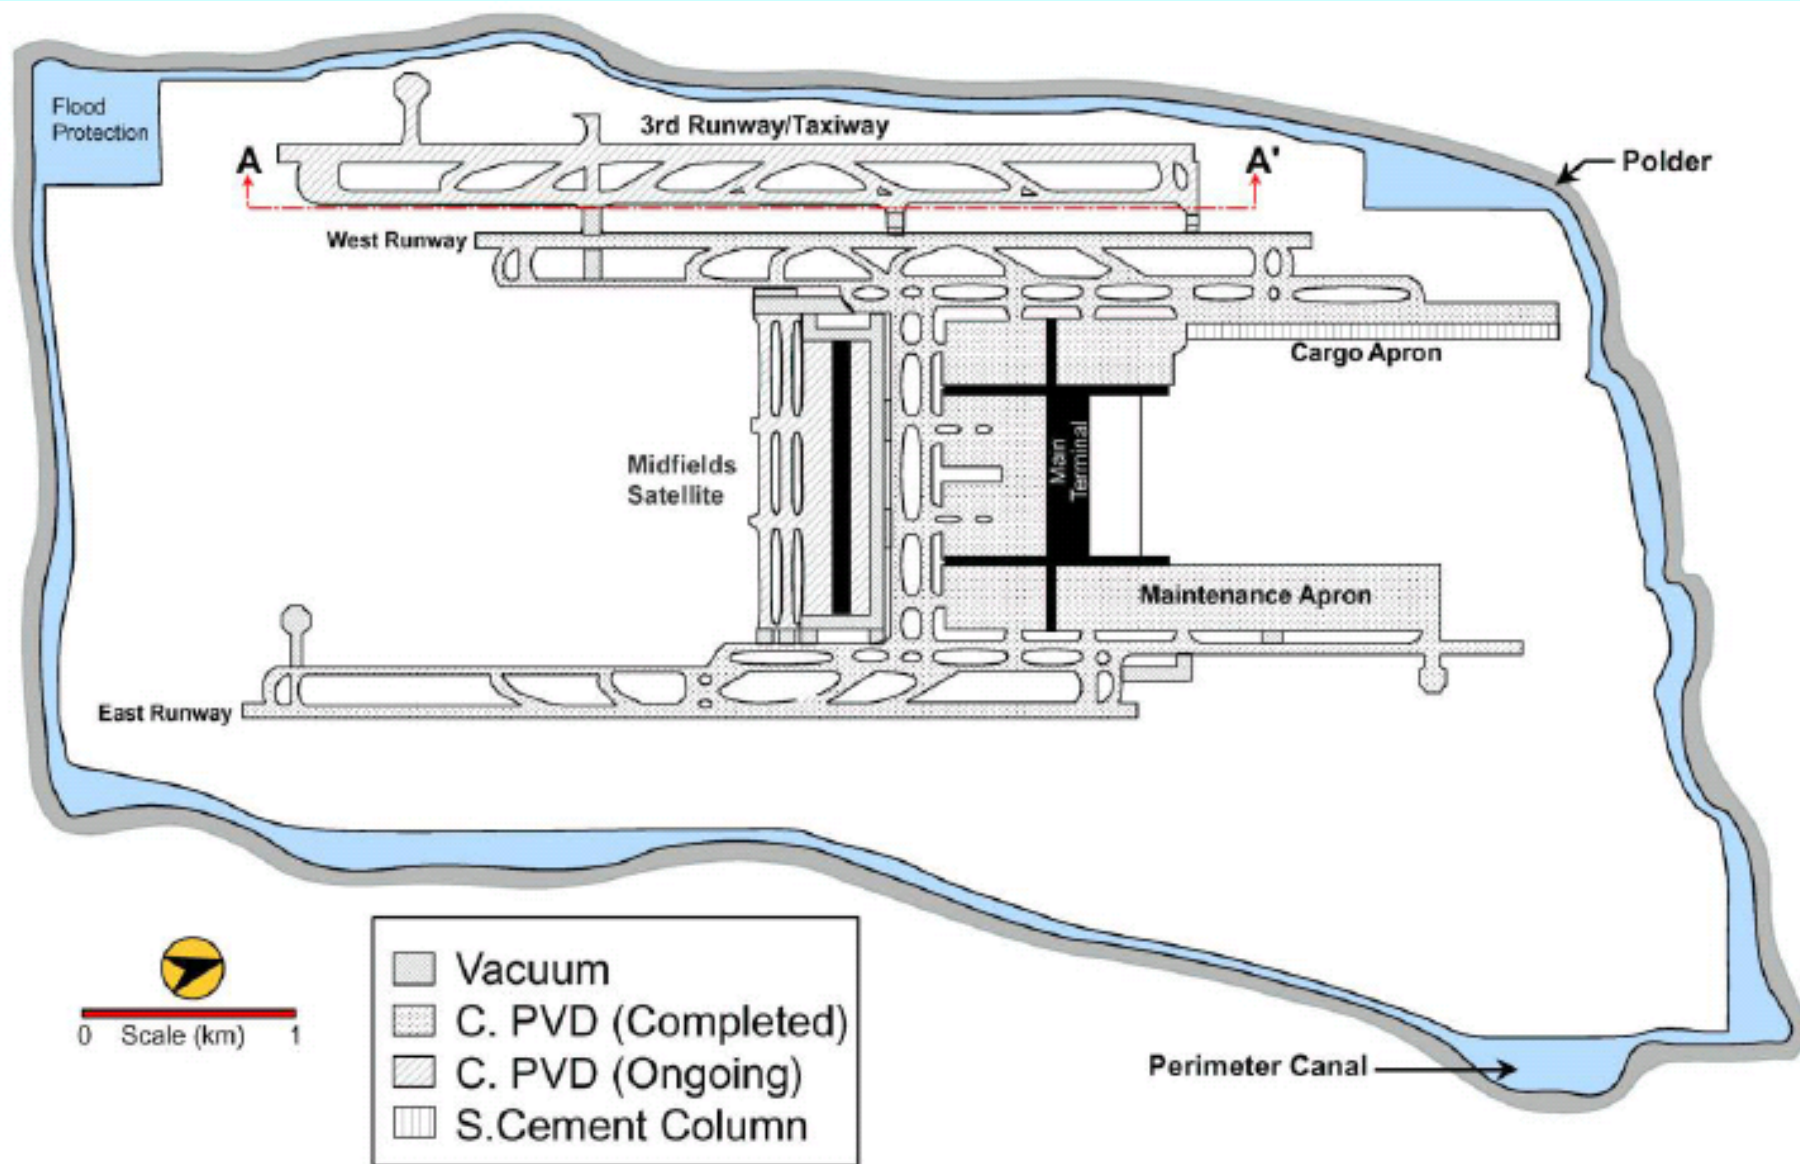 Flood
Protection
3rd Runway/Taxiway
A
A'
Polder
West Runway
Cargo Apron
Midfields
Satellite
Main
Terminal
Maintenance Apron
East Runway
0 Scale (km) 1
Vacuum
C. PVD (Completed)
C. PVD (Ongoing)
S.Cement Column
Perimeter Canal